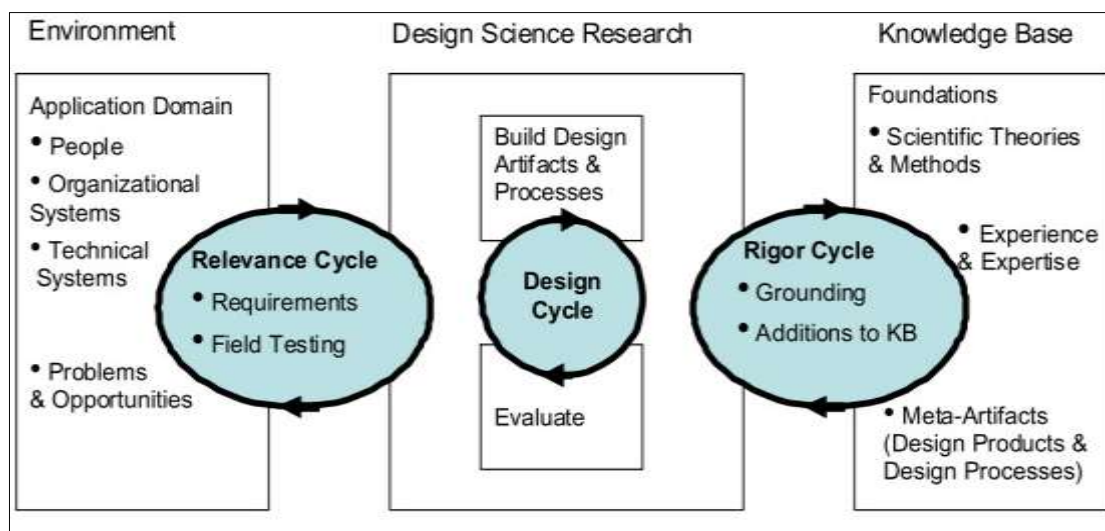 Environment
Design Science Research
Knowledge Base
Application Domain
• People
• Organizational
Systems
• Technical
Systems
• Problems
& Opportunities
Relevance Cycle
• Requirements
• Field Testing
Build Design
Artifacts &
Processes
Design
Cycle
Evaluate
Rigor Cycle
• Grounding
• Additions to KB
Foundations
• Scientific Theories
& Methods
• Experience
& Expertise
• Meta-Artifacts
(Design Products &
Design Processes)